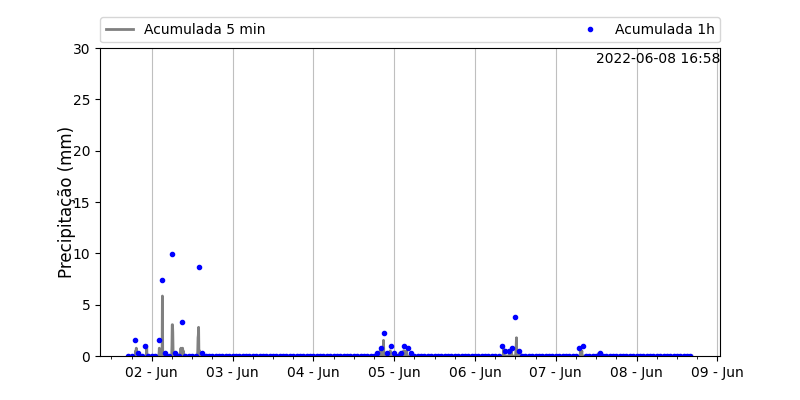 Acumulada 5 min
Acumulada 1h
2022-06-08 16:58
Precipitação (mm)
30
25
20
15
10
5
0
02 - Jun 03 - Jun 04 - Jun 05 - Jun 06 - Jun 07 - Jun 08 - Jun 09 - Jun